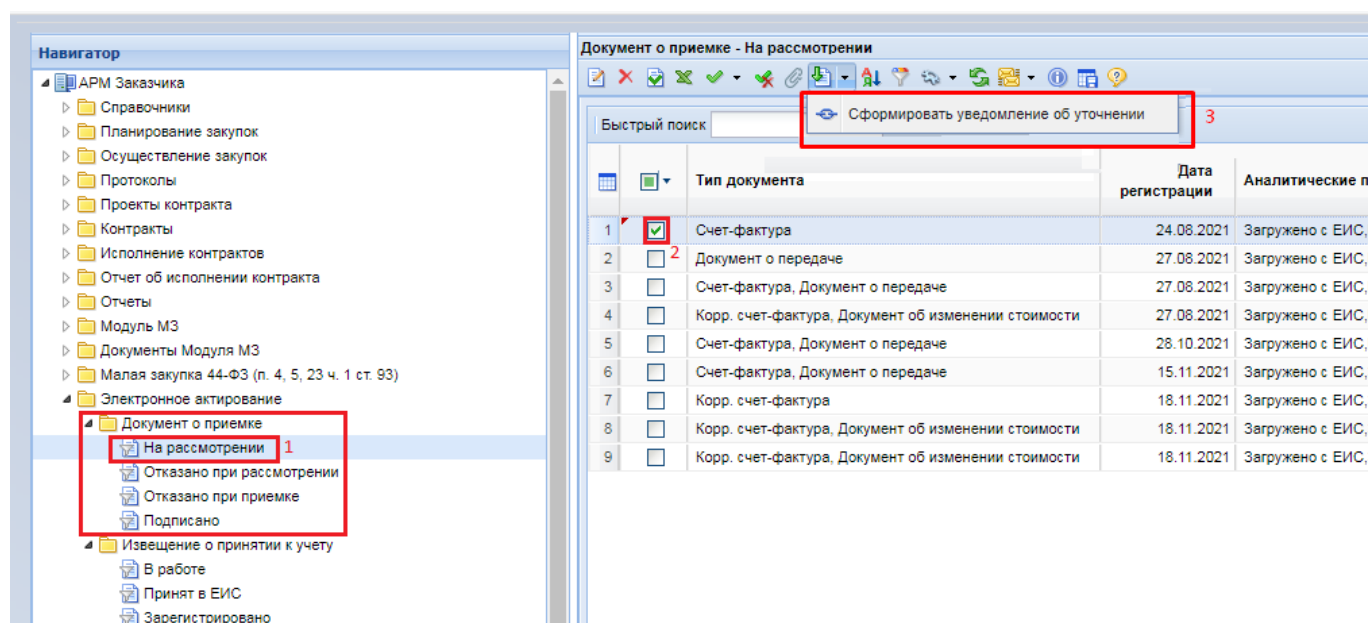 Навигатор
АРМ Заказчика
Справочники
Планирование закупок
Осуществление закупок
Протоколы
Проекты контракта
Контракты
Исполнение контрактов
Отчет об исполнении контракта
Отчеты
Модуль МЗ
Документы Модуля МЗ
Малая закупка 44-ФЗ (п. 4, 5, 23 ч. 1 ст. 93)
Электронное актирование
Документ о приемке
На рассмотрении 1
Отказано при рассмотрении
Отказано при приемке
Подписано
Извещение о принятии к учету
В работе
Принят в ЕИС
Зарегистрировано
Документ о приемке - На рассмотрении
Сформировать уведомление об уточнении 3
Быстрый поиск
Тип документа Дата регистрации Аналитические п
1 Счет-фактура 24.08.2021 Загружено с ЕИС,
2 2 Документ о передаче 27.08.2021 Загружено с ЕИС,
3 Счет-фактура, Документ о передаче 27.08.2021 Загружено с ЕИС,
4 Корр. счет-фактура, Документ об изменении стоимости 27.08.2021 Загружено с ЕИС,
5 Счет-фактура, Документ о передаче 28.10.2021 Загружено с ЕИС,
6 Счет-фактура, Документ о передаче 15.11.2021 Загружено с ЕИС,
7 Корр. счет-фактура 18.11.2021 Загружено с ЕИС,
8 Корр. счет-фактура, Документ об изменении стоимости 18.11.2021 Загружено с ЕИС,
9 Корр. счет-фактура, Документ об изменении стоимости 18.11.2021 Загружено с ЕИС,